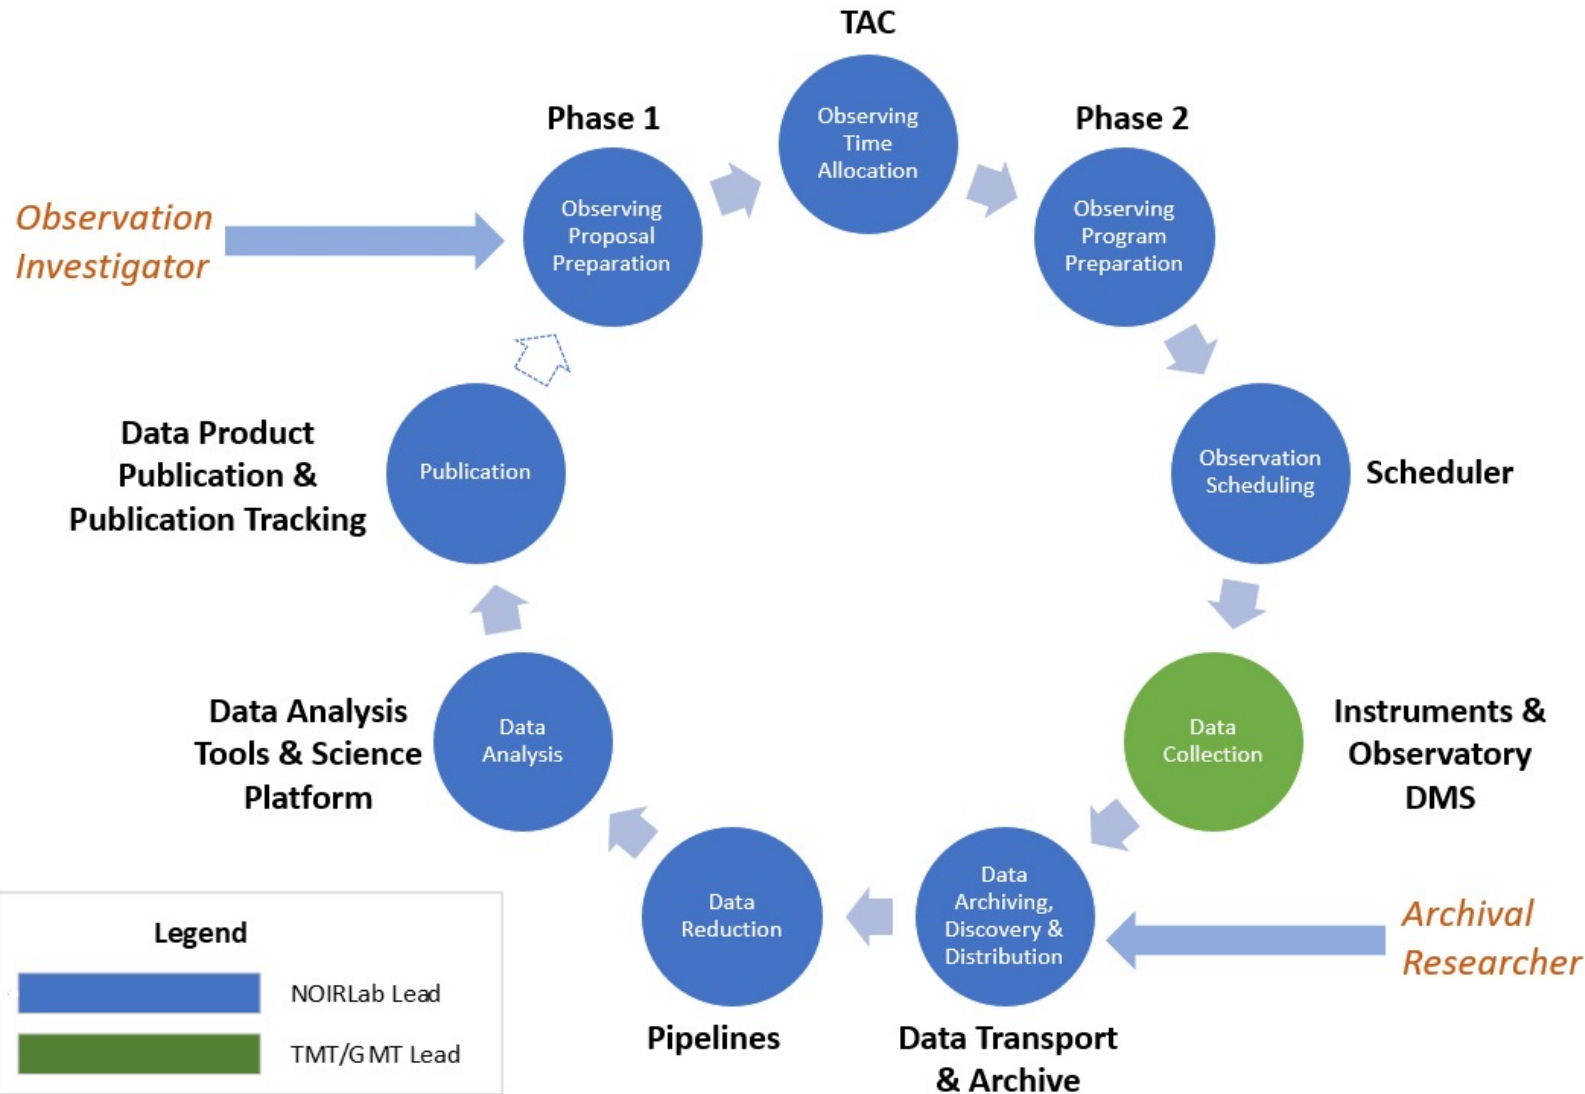 TAC
Observing
Time
Allocation
Phase 1
Observing
Proposal
Preparation
Phase 2
Observing
Program
Preparation
Observation
Investigator
Observation
Scheduling
Scheduler
Data Product
Publication &
Publication Tracking
Publication
Data
Collection
Instruments &
Observatory
DMS
Data Analysis
Tools & Science
Platform
Data
Analysis
Data
Reduction
Pipelines
Data
Archiving,
Discovery &
Distribution
Data Transport
& Archive
Archival
Researcher
Legend
NOIRLab Lead
TMT/GMT Lead